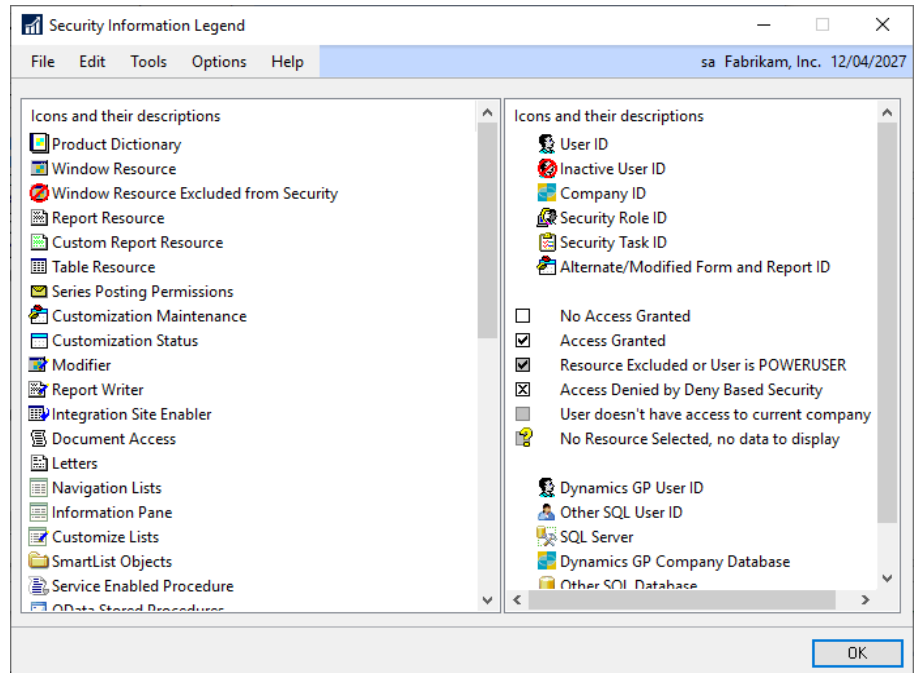 Security Information Legend
File Edit Tools Options Help sa Fabrikam, Inc. 12/04/2027
Icons and their descriptions
Product Dictionary
Window Resource
Window Resource Excluded from Security
Report Resource
Custom Report Resource
Table Resource
Series Posting Permissions
Customization Maintenance
Customization Status
Modifier
Report Writer
Integration Site Enabler
Document Access
Letters
Navigation Lists
Information Pane
Customize Lists
SmartList Objects
Service Enabled Procedure
OData Stored Procedures
Icons and their descriptions
User ID
Inactive User ID
Company ID
Security Role ID
Security Task ID
Alternate/Modified Form and Report ID
No Access Granted
Access Granted
Resource Excluded or User is POWERUSER
Access Denied by Deny Based Security
User doesn't have access to current company
No Resource Selected, no data to display
Dynamics GP User ID
Other SQL User ID
SQL Server
Dynamics GP Company Database
Other SQL Database
OK